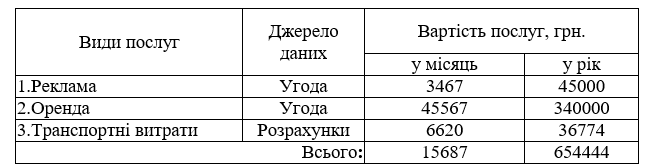 Види послуг Джерело даних Вартість послуг, грн.
у місяць у рік
1.Реклама Угода 3467 45000
2.Оренда Угода 45567 340000
3.Транспортні витрати Розрахунки 6620 36774
Всього: 15687 654444